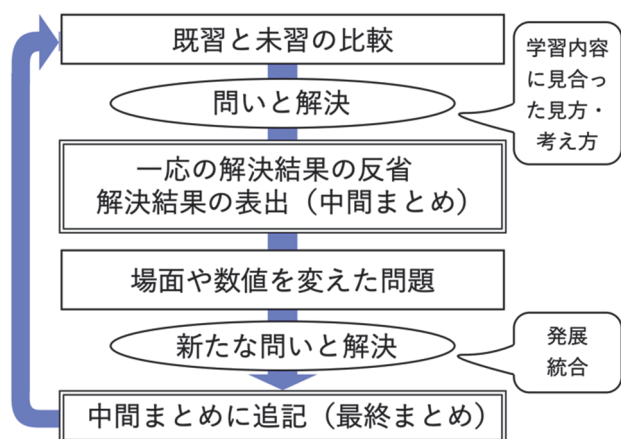 既習と未習の比較
学習内容
に見合っ
た見方・
考え方
問いと解決
一応の解決結果の反省
解決結果の表出（中間まとめ）
場面や数値を変えた問題
新たな問いと解決
発展
統合
中間まとめに追記（最終まとめ）